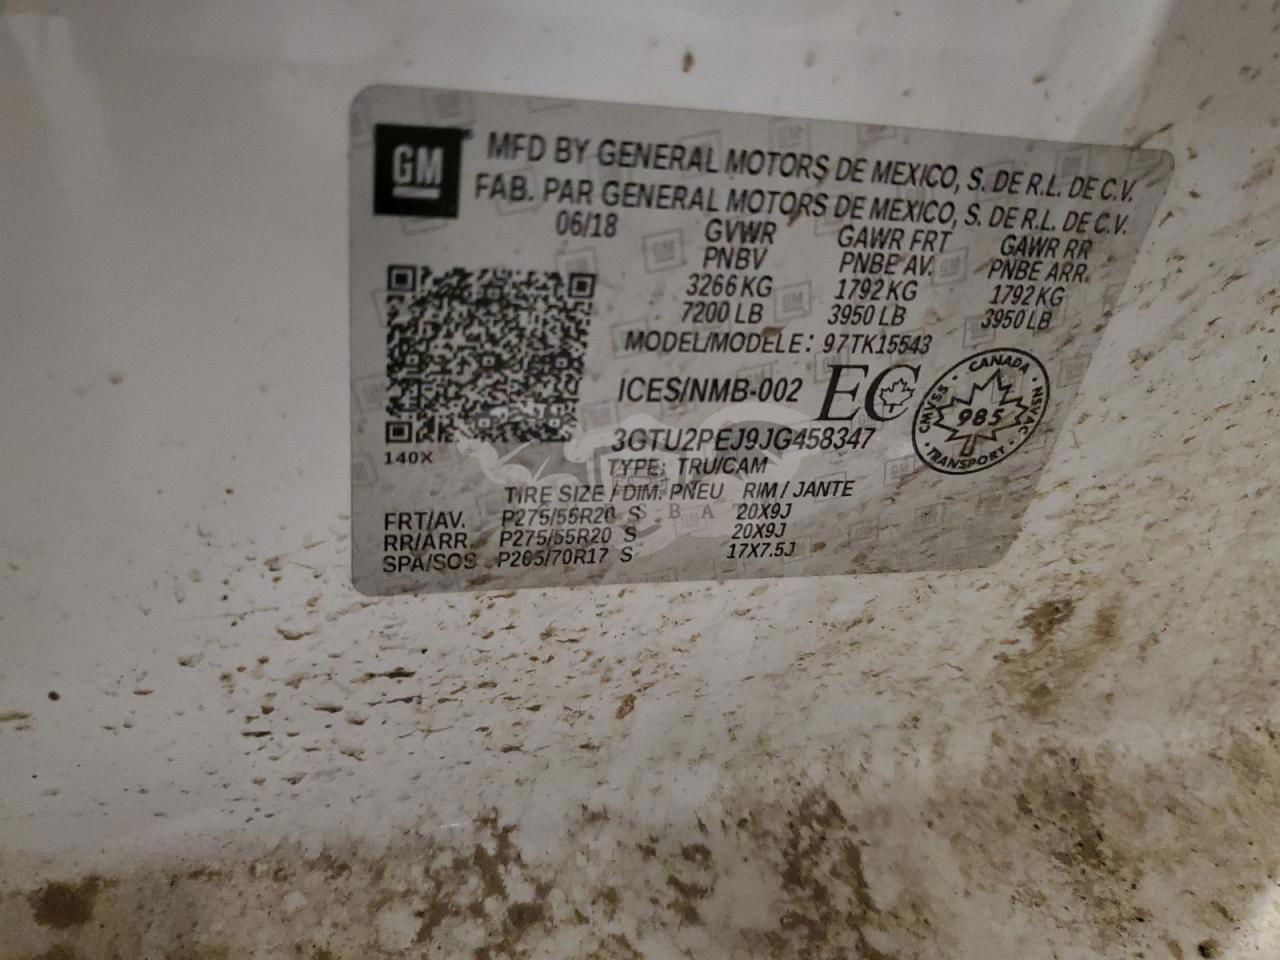 GM
MFD BY GENERAL MOTORS DE MEXICO, S. DE R.L. DE C.V.
FAB. PAR GENERAL MOTORS DE MEXICO, S. DE R.L. DE C.V.
06/18 GVWR GAWR FRT GAWR RR
PNBV PNBE AV. PNBE ARR.
3266 KG 1792 KG 1792 KG
7200 LB 3950 LB 3950 LB
MODEL/MODELE: 97TK15543
ICES/NMB-002 EC
CANADA
CMVSS 985 NSVAC
TRANSPORT
3GTU2PEJ9JG458347
140X
TYPE: TRU/CAM
TIRE SIZE / DIM. PNEU RIM / JANTE
FRT/AV. P275/55R20 S 20X9J
RR/ARR. P275/55R20 S 20X9J
SPA/SOS P265/70R17 S 17X7.5J
SBA